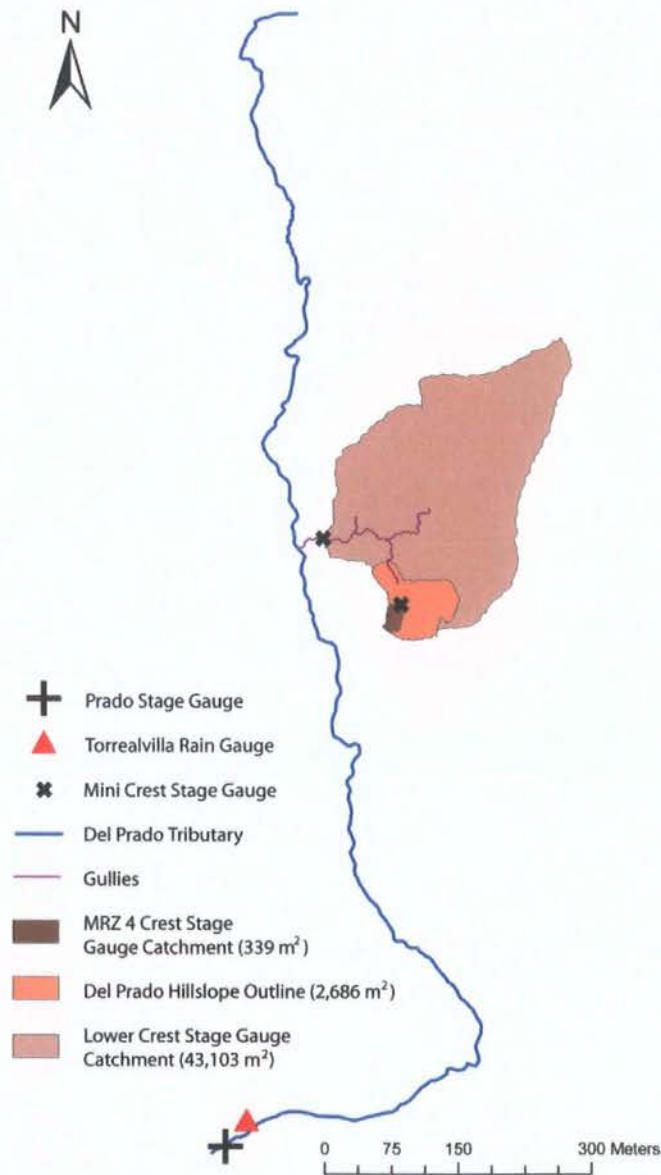 N
Prado Stage Gauge
Torrealvilla Rain Gauge
Mini Crest Stage Gauge
Del Prado Tributary
Gullies
MRZ 4 Crest Stage
Gauge Catchment (339 m²)
Del Prado Hillslope Outline (2,686 m²)
Lower Crest Stage Gauge
Catchment (43,103 m²)
0 75 150 300 Meters